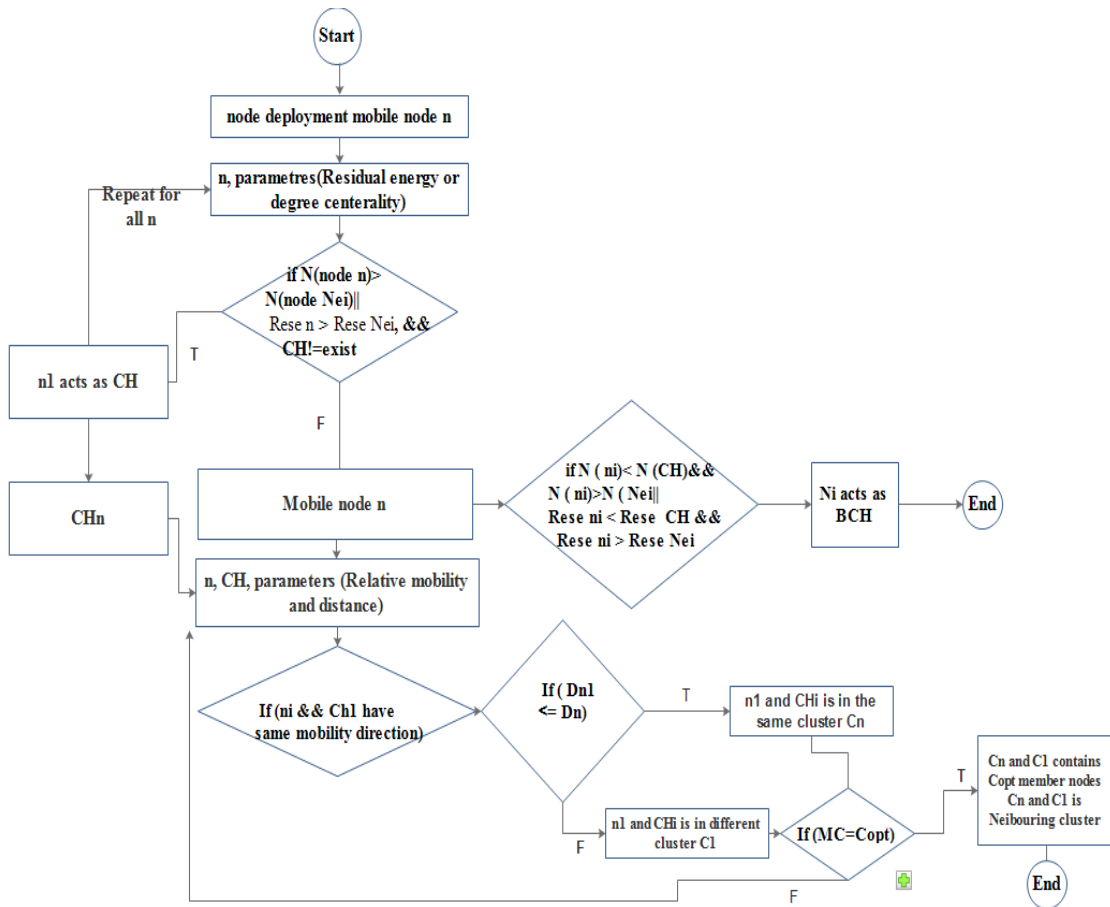 Start
node deployment mobile node n
n, parametres(Residual energy or
degree centerality)
Repeat for
all n
if N(node n)>
N(node Nei)||
Rese n > Rese Nei, &&
CH!=exist
T
n1 acts as CH
F
CHn
Mobile node n
if N ( ni)< N (CH)&&
N ( ni)>N ( Nei||
Rese ni < Rese CH &&
Rese ni > Rese Nei
Ni acts as
BCH
End
n, CH, parameters (Relative mobility
and distance)
If (ni && Ch1 have
same mobility direction)
If ( Dn1
<= Dn)
T
n1 and CHi is in the
same cluster Cn
F
n1 and CHi is in different
cluster C1
If (MC=Copt)
T
Cn and C1 contains
Copt member nodes
Cn and C1 is
Neibouring cluster
F
End